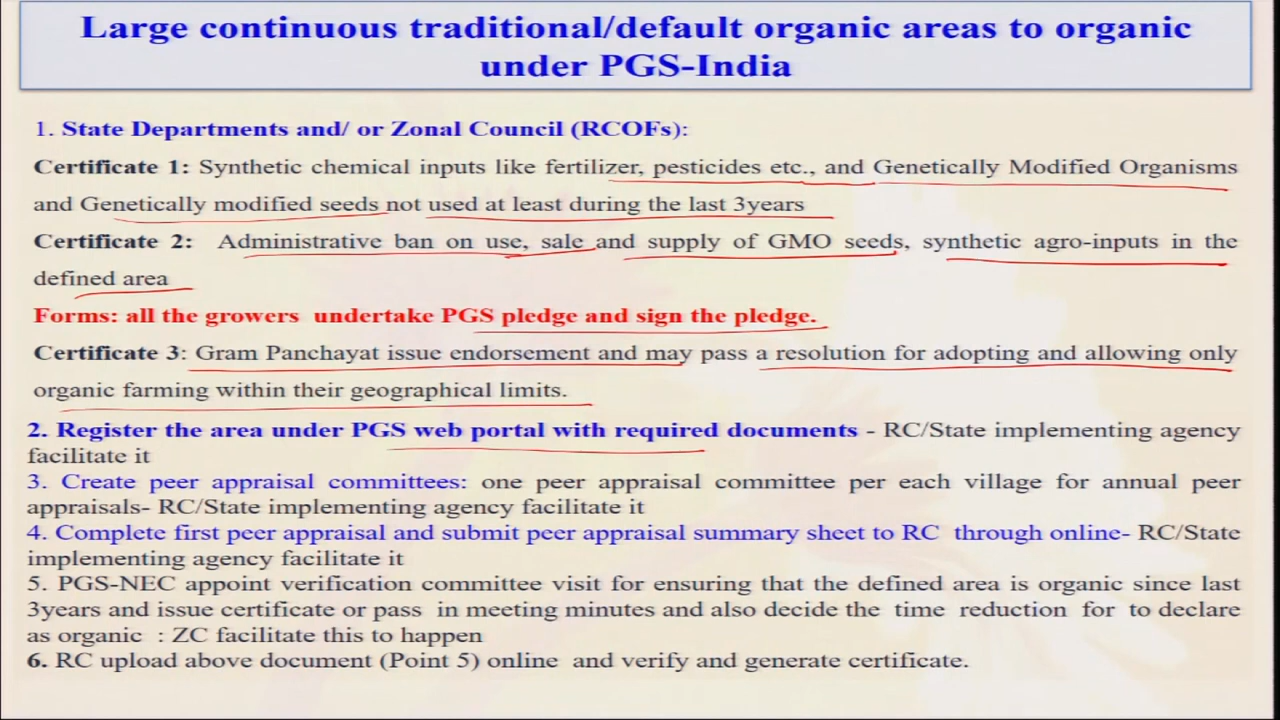 Large continuous traditional/default organic areas to organic
under PGS-India
1. State Departments and/ or Zonal Council (RCOFs):
Certificate 1: Synthetic chemical inputs like fertilizer, pesticides etc., and Genetically Modified Organisms
and Genetically modified seeds not used at least during the last 3years
Certificate 2: Administrative ban on use, sale and supply of GMO seeds, synthetic agro-inputs in the
defined area
Forms: all the growers undertake PGS pledge and sign the pledge.
Certificate 3: Gram Panchayat issue endorsement and may pass a resolution for adopting and allowing only
organic farming within their geographical limits.
2. Register the area under PGS web portal with required documents - RC/State implementing agency
facilitate it
3. Create peer appraisal committees: one peer appraisal committee per each village for annual peer
appraisals- RC/State implementing agency facilitate it
4. Complete first peer appraisal and submit peer appraisal summary sheet to RC through online- RC/State
implementing agency facilitate it
5. PGS-NEC appoint verification committee visit for ensuring that the defined area is organic since last
3years and issue certificate or pass in meeting minutes and also decide the time reduction for to declare
as organic : ZC facilitate this to happen
6. RC upload above document (Point 5) online and verify and generate certificate.